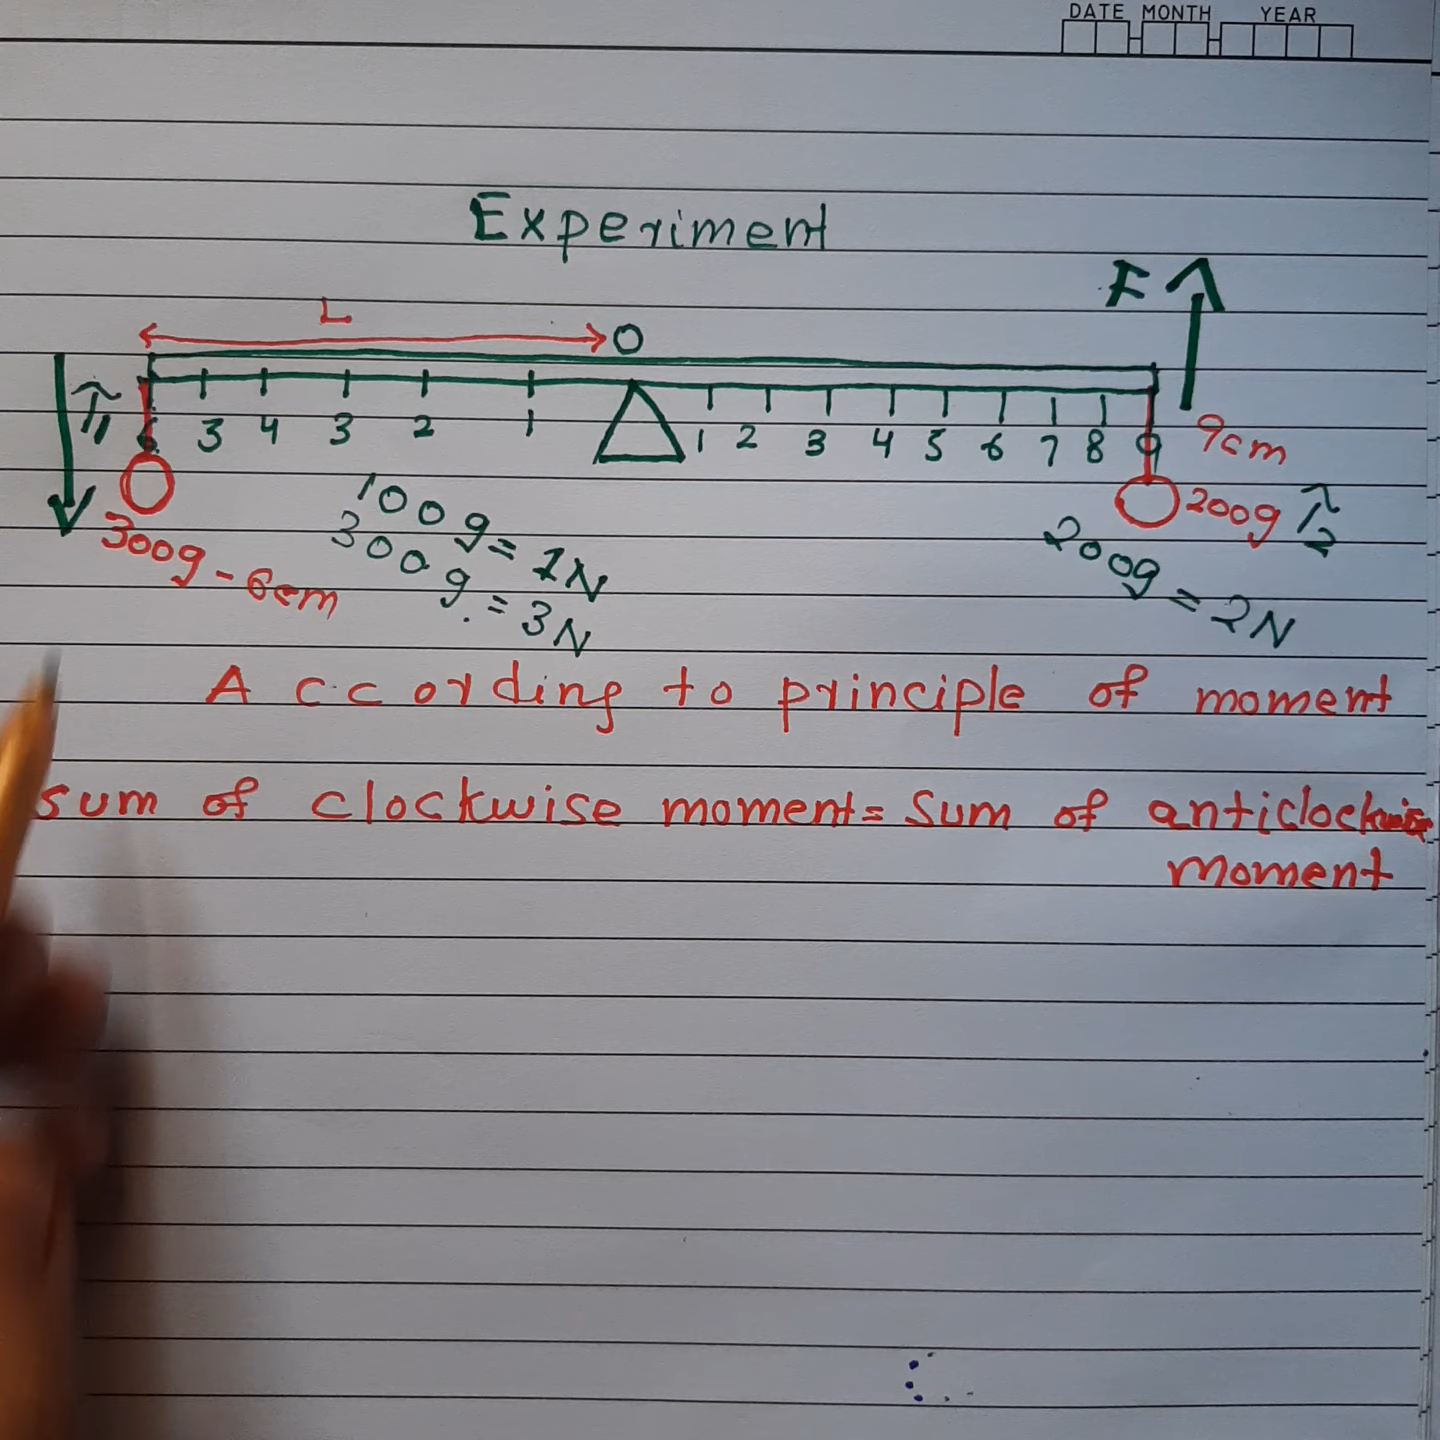 DATE MONTH YEAR
Experiment
F
L O
3 4 3 2 1 1 2 3 4 5 6 7 8 9 9cm
300g - 6cm
100g = 1N
300g = 3N
200g
200g = 2N
According to principle of moment
sum of clockwise moment = Sum of anticlockwise
moment